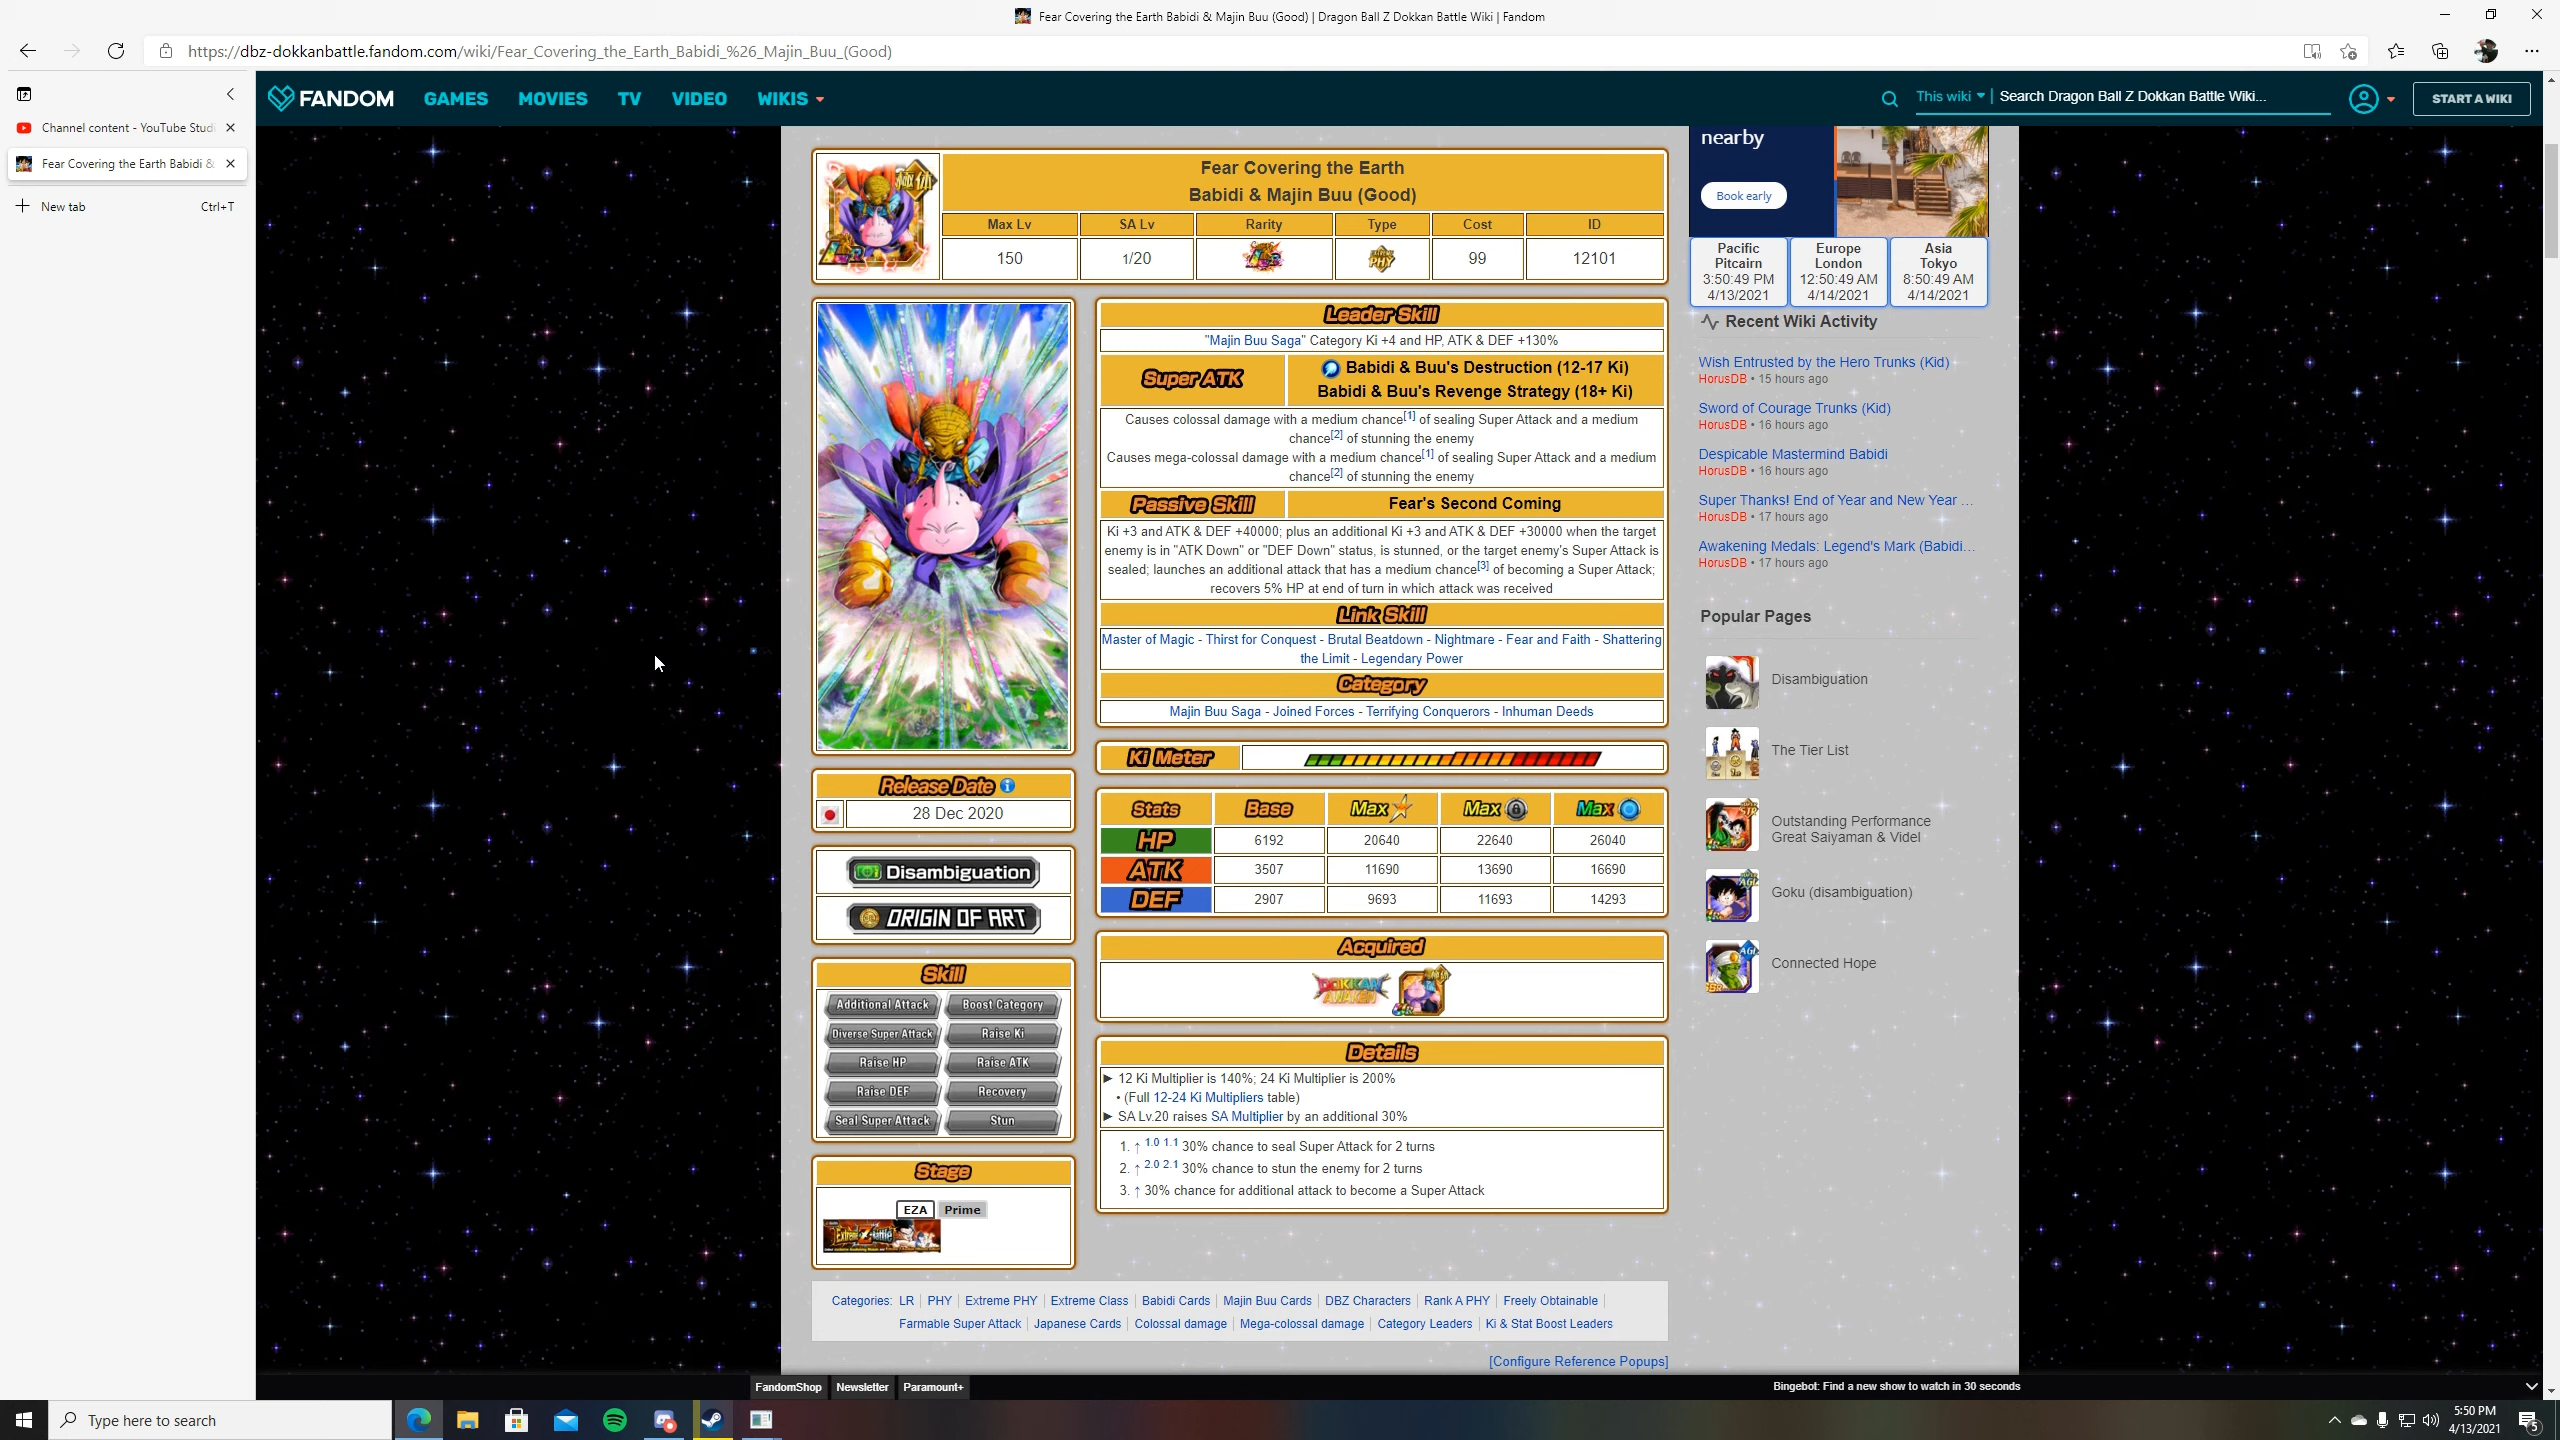 Fear Covering the Earth Babidi & Majin Buu (Good) | Dragon Ball Z Dokkan Battle Wiki | Fandom
https://dbz-dokkanbattle.fandom.com/wiki/Fear_Covering_the_Earth_Babidi_%26_Majin_Buu_(Good)
Channel content - YouTube Studi
Fear Covering the Earth Babidi &
New tab
Ctrl+T
FANDOM
GAMES
MOVIES
TV
VIDEO
WIKIS
This wiki
Search Dragon Ball Z Dokkan Battle Wiki...
START A WIKI
Fear Covering the Earth
Babidi & Majin Buu (Good)
Max Lv SA Lv Rarity Type Cost ID
150 1/20 LR PHY 99 12101
Leader Skill
"Majin Buu Saga" Category Ki +4 and HP, ATK & DEF +130%
Super ATK
Babidi & Buu's Destruction (12-17 Ki)
Babidi & Buu's Revenge Strategy (18+ Ki)
Causes colossal damage with a medium chance[1] of sealing Super Attack and a medium
chance[2] of stunning the enemy
Causes mega-colossal damage with a medium chance[1] of sealing Super Attack and a medium
chance[2] of stunning the enemy
Passive Skill
Fear's Second Coming
Ki +3 and ATK & DEF +40000; plus an additional Ki +3 and ATK & DEF +30000 when the target
enemy is in "ATK Down" or "DEF Down" status, is stunned, or the target enemy's Super Attack is
sealed; launches an additional attack that has a medium chance[3] of becoming a Super Attack;
recovers 5% HP at end of turn in which attack was received
Link Skill
Master of Magic - Thirst for Conquest - Brutal Beatdown - Nightmare - Fear and Faith - Shattering
the Limit - Legendary Power
Category
Majin Buu Saga - Joined Forces - Terrifying Conquerors - Inhuman Deeds
Ki Meter
Release Date
28 Dec 2020
Disambiguation
ORIGIN OF ART
Stats Base Max Max Max
HP 6192 20640 22640 26040
ATK 3507 11690 13690 16690
DEF 2907 9693 11693 14293
Acquired
DOKKAN
AWAKEN
Skill
Additional Attack Boost Category
Diverse Super Attack Raise Ki
Raise HP Raise ATK
Raise DEF Recovery
Seal Super Attack Stun
Details
► 12 Ki Multiplier is 140%; 24 Ki Multiplier is 200%
• (Full 12-24 Ki Multipliers table)
► SA Lv.20 raises SA Multiplier by an additional 30%
1. ↑ 1.0 1.1 30% chance to seal Super Attack for 2 turns
2. ↑ 2.0 2.1 30% chance to stun the enemy for 2 turns
3. ↑ 30% chance for additional attack to become a Super Attack
Stage
EZA Prime
Categories: LR PHY Extreme PHY Extreme Class Babidi Cards Majin Buu Cards DBZ Characters Rank A PHY Freely Obtainable
Farmable Super Attack Japanese Cards Colossal damage Mega-colossal damage Category Leaders Ki & Stat Boost Leaders
[Configure Reference Popups]
nearby
Book early
Pacific
Pitcairn
3:50:49 PM
4/13/2021
Europe
London
12:50:49 AM
4/14/2021
Asia
Tokyo
8:50:49 AM
4/14/2021
Recent Wiki Activity
Wish Entrusted by the Hero Trunks (Kid)
HorusDB • 15 hours ago
Sword of Courage Trunks (Kid)
HorusDB • 16 hours ago
Despicable Mastermind Babidi
HorusDB • 16 hours ago
Super Thanks! End of Year and New Year ...
HorusDB • 17 hours ago
Awakening Medals: Legend's Mark (Babidi...
HorusDB • 17 hours ago
Popular Pages
Disambiguation
The Tier List
Outstanding Performance
Great Saiyaman & Videl
Goku (disambiguation)
Connected Hope
FandomShop
Newsletter
Paramount+
Bingebot: Find a new show to watch in 30 seconds
Type here to search
5:50 PM
4/13/2021
5